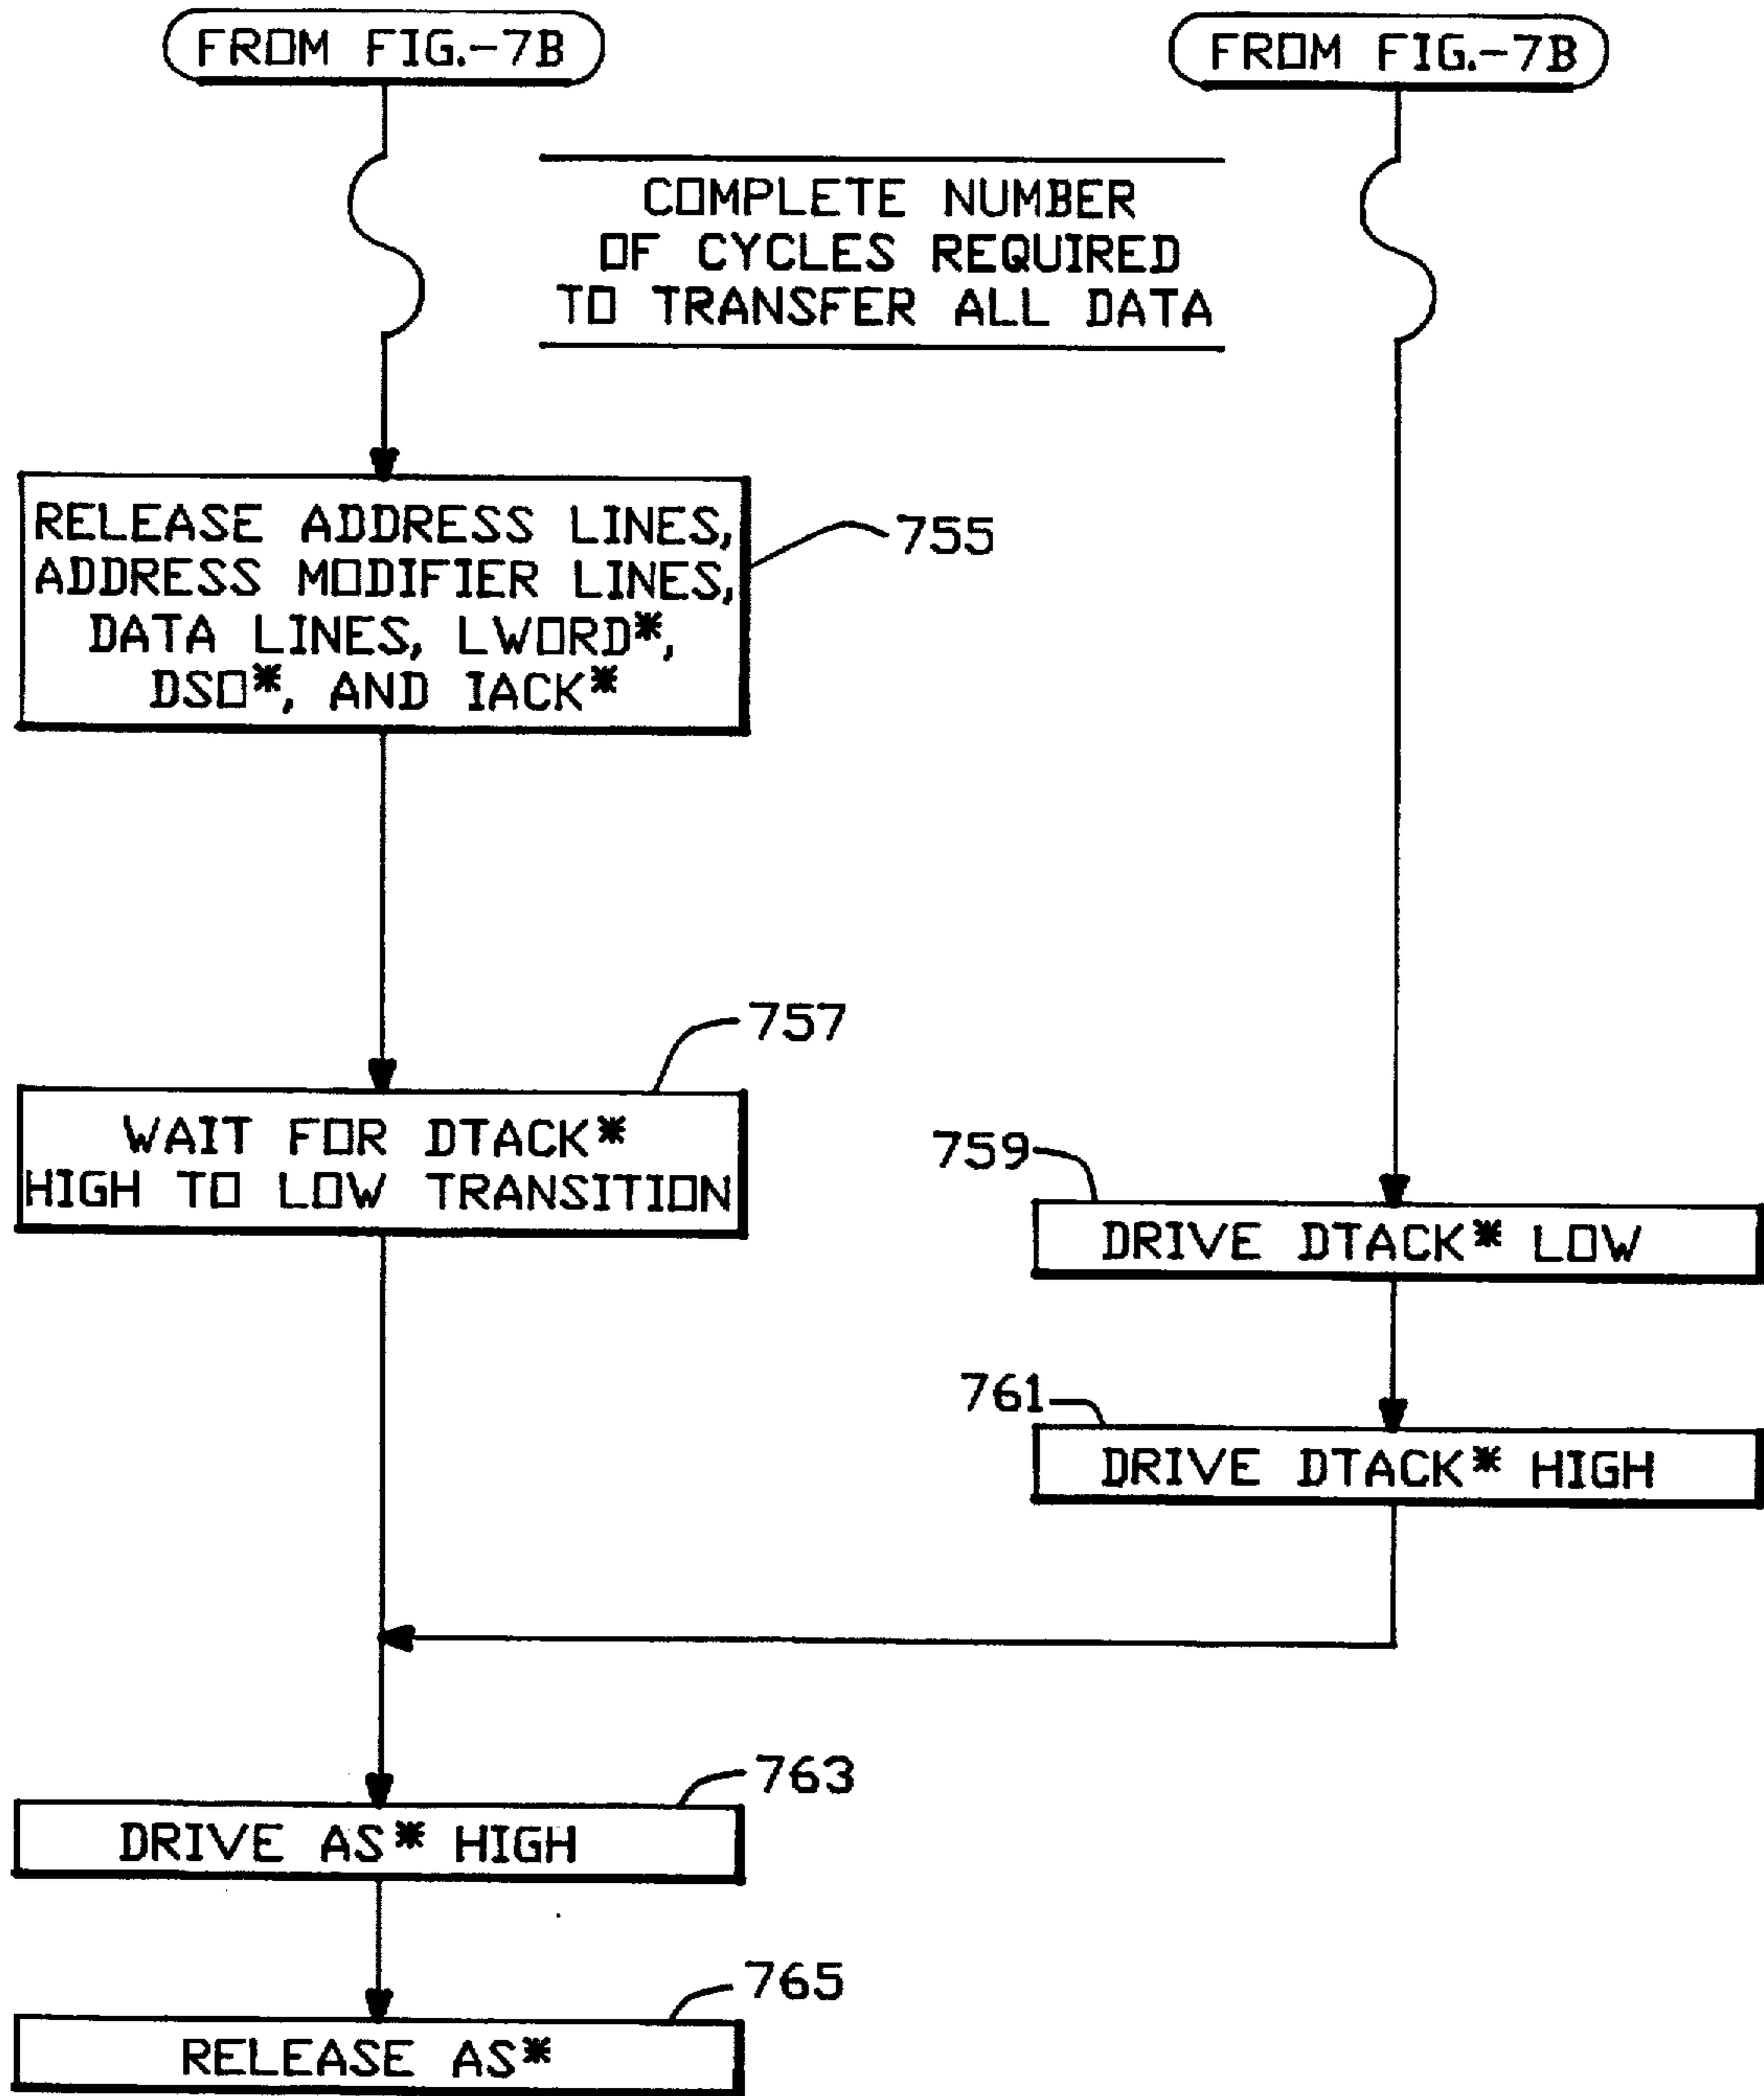 FROM FIG.-7B
FROM FIG.-7B
COMPLETE NUMBER
OF CYCLES REQUIRED
TO TRANSFER ALL DATA
RELEASE ADDRESS LINES,
ADDRESS MODIFIER LINES,
DATA LINES, LWORD*,
DSO*, AND IACK*
755
757
WAIT FOR DTACK*
HIGH TO LOW TRANSITION
759
DRIVE DTACK* LOW
761
DRIVE DTACK* HIGH
763
DRIVE AS* HIGH
765
RELEASE AS*